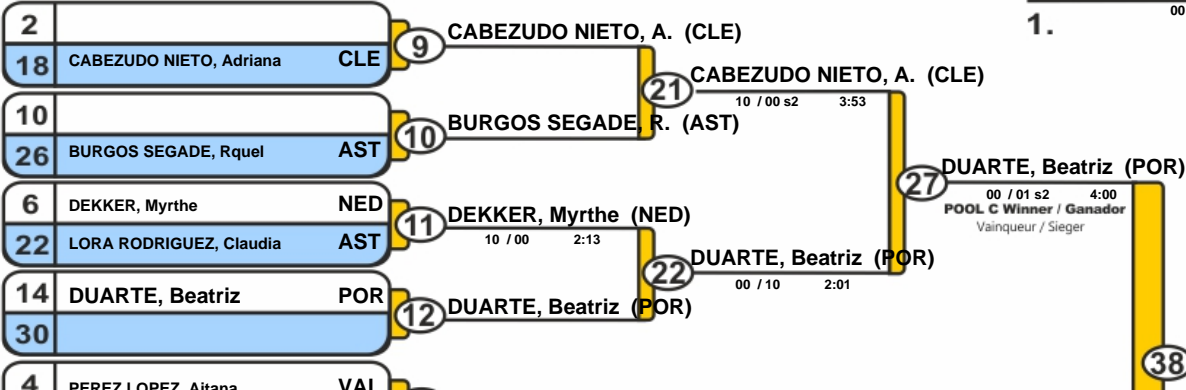 00
1.
2
18 CABEZUDO NIETO, Adriana CLE
9 CABEZUDO NIETO, A. (CLE)
21 CABEZUDO NIETO, A. (CLE)
10 / 00 s2 3:53
10
26 BURGOS SEGADE, Rquel AST
10 BURGOS SEGADE, R. (AST)
27 DUARTE, Beatriz (POR)
00 / 01 s2 4:00
POOL C Winner / Ganador
Vainqueur / Sieger
6 DEKKER, Myrthe NED
22 LORA RODRIGUEZ, Claudia AST
11 DEKKER, Myrthe (NED)
10 / 00 2:13
22 DUARTE, Beatriz (POR)
00 / 10 2:01
14 DUARTE, Beatriz POR
30
12 DUARTE, Beatriz (POR)
38
4 PEREZ LOPEZ, Aitana VAL